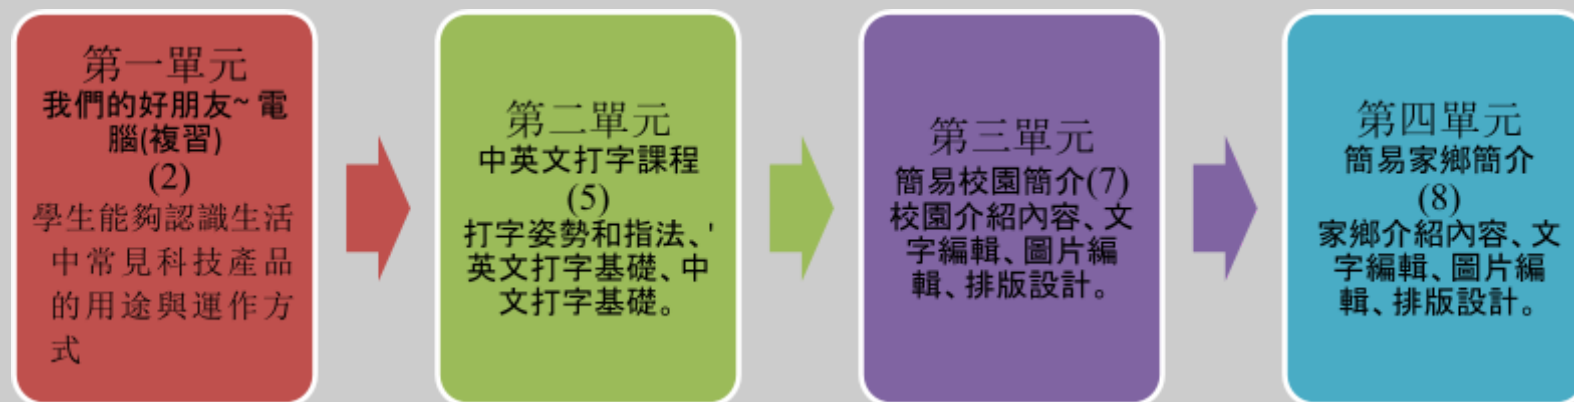 第一單元
我們的好朋友~ 電
腦(複習)
(2)
學生能夠認識生活
中常見科技產品
的用途與運作方
式
第二單元
中英文打字課程
(5)
打字姿勢和指法、'
英文打字基礎、中
文打字基礎。
第三單元
簡易校園簡介(7)
校園介紹內容、文
字編輯、圖片編
輯、排版設計。
第四單元
簡易家鄉簡介
(8)
家鄉介紹內容、文
字編輯、圖片編
輯、排版設計。